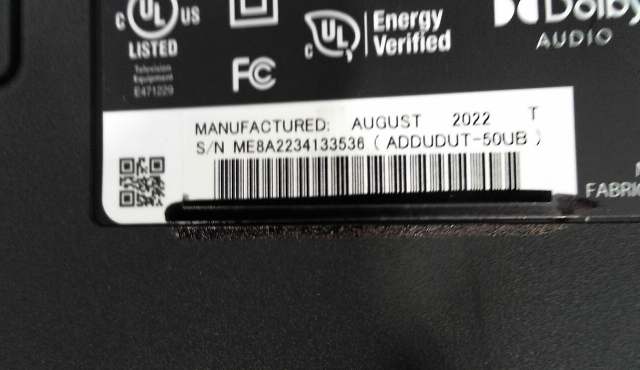 UL
C US
LISTED
Television
Equipment
E471229
FC
C UL
Energy
Verified
Dolby
AUDIO
MANUFACTURED: AUGUST 2022 T
S/N ME8A2234133536 ( ADDUDUT-50UB )
FABRI